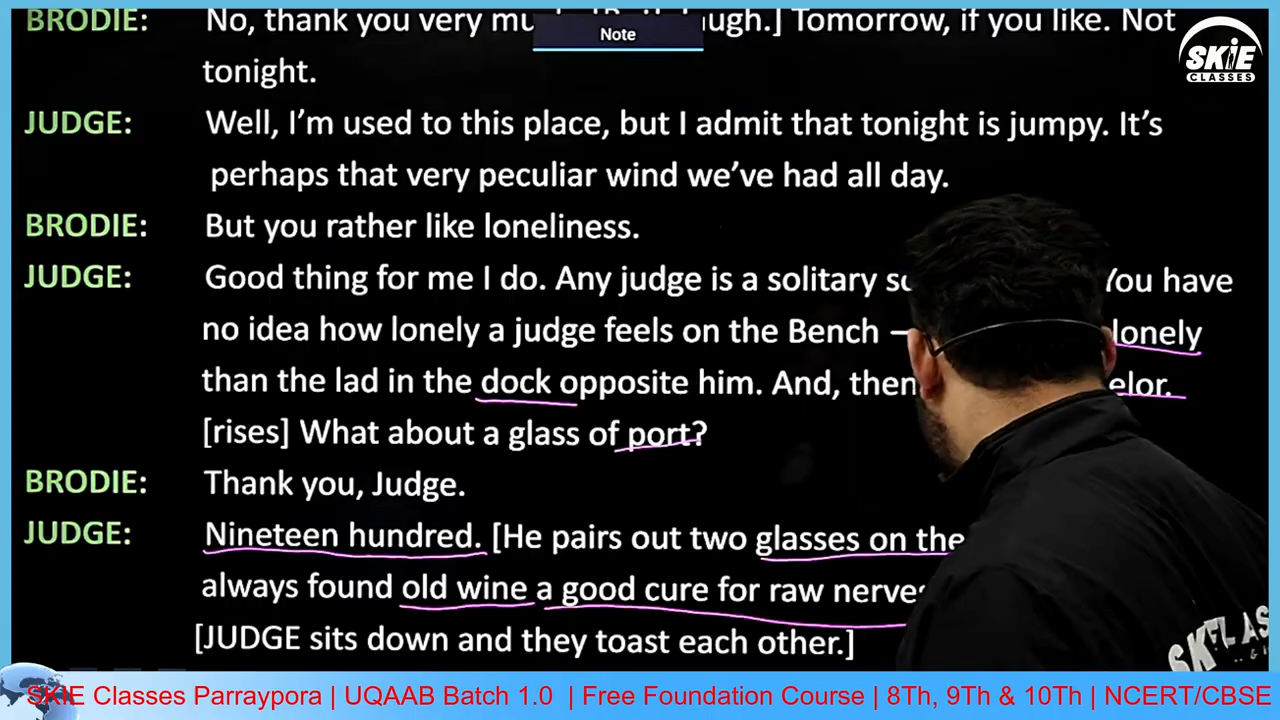 BRODIE: No, thank you very ugh.] Tomorrow, if you like. Not
Note
tonight.
SKIE
CLASSES
JUDGE: Well, I'm used to this place, but I admit that tonight is jumpy. It's
perhaps that very peculiar wind we've had all day.
BRODIE: But you rather like loneliness.
JUDGE: Good thing for me I do. Any judge is a solitary You have
no idea how lonely a judge feels on the Bench – lonely
than the lad in the dock opposite him. And, then elor.
[rises] What about a glass of port?
BRODIE: Thank you, Judge.
JUDGE: Nineteen hundred. [He pairs out two glasses on the
always found old wine a good cure for raw nerves
[JUDGE sits down and they toast each other.]
SKIE Classes Parraypora | UQAAB Batch 1.0 | Free Foundation Course | 8Th, 9Th & 10Th | NCERT/CBSE